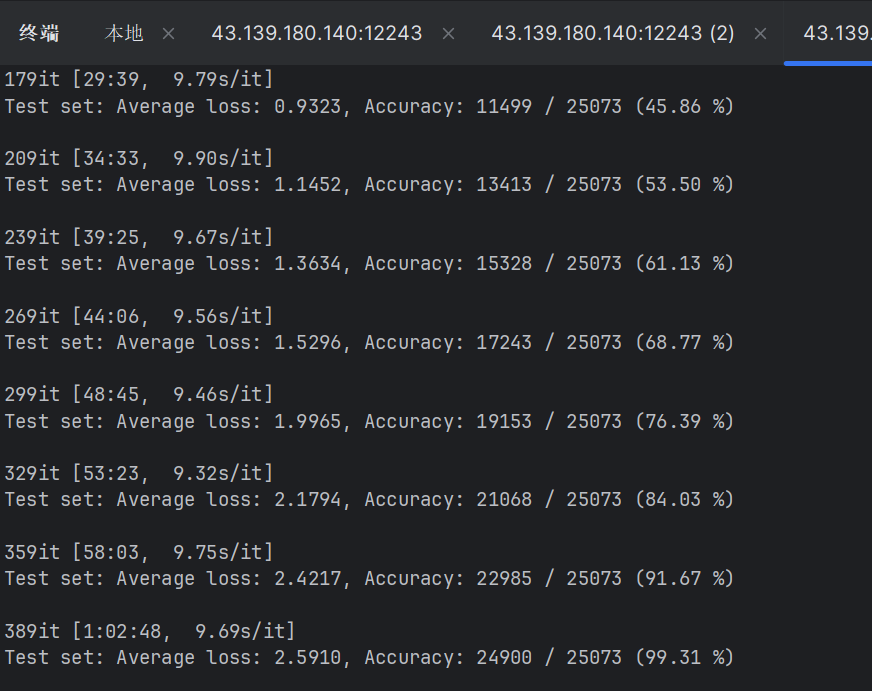 终端 本地 × 43.139.180.140:12243 × 43.139.180.140:12243 (2) × 43.139.
179it [29:39,  9.79s/it]
Test set: Average loss: 0.9323, Accuracy: 11499 / 25073 (45.86 %)
209it [34:33,  9.90s/it]
Test set: Average loss: 1.1452, Accuracy: 13413 / 25073 (53.50 %)
239it [39:25,  9.67s/it]
Test set: Average loss: 1.3634, Accuracy: 15328 / 25073 (61.13 %)
269it [44:06,  9.56s/it]
Test set: Average loss: 1.5296, Accuracy: 17243 / 25073 (68.77 %)
299it [48:45,  9.46s/it]
Test set: Average loss: 1.9965, Accuracy: 19153 / 25073 (76.39 %)
329it [53:23,  9.32s/it]
Test set: Average loss: 2.1794, Accuracy: 21068 / 25073 (84.03 %)
359it [58:03,  9.75s/it]
Test set: Average loss: 2.4217, Accuracy: 22985 / 25073 (91.67 %)
389it [1:02:48,  9.69s/it]
Test set: Average loss: 2.5910, Accuracy: 24900 / 25073 (99.31 %)